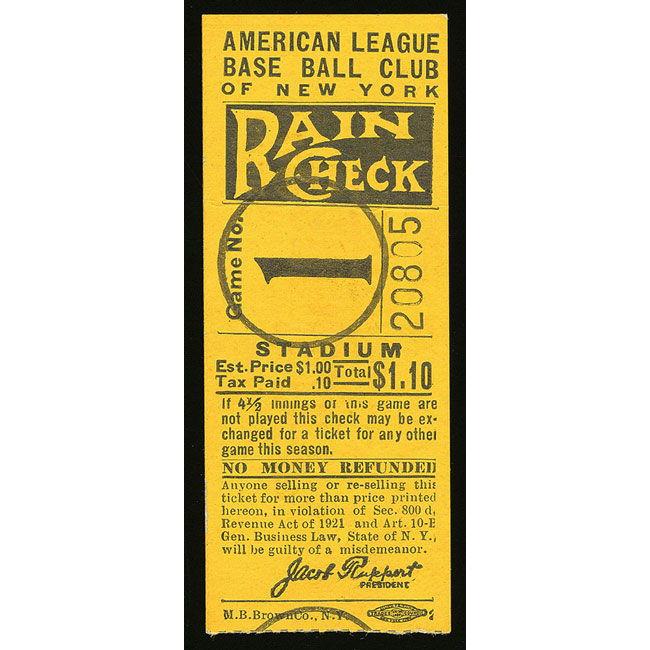 AMERICAN LEAGUE
BASE BALL CLUB
OF NEW YORK
RAIN
CHECK
Game No.
1
20805
STADIUM
Est. Price $1.00
Tax Paid .10
Total $1.10
If 4½ innings of this game are
not played this check may be ex-
changed for a ticket for any other
game this season.
NO MONEY REFUNDED
Anyone selling or re-selling this
ticket for more than price printed
hereon, in violation of Sec. 800 d,
Revenue Act of 1921 and Art. 10-B
Gen. Business Law, State of N. Y.,
will be guilty of a misdemeanor.
Jacob Ruppert
PRESIDENT
M.B.Brown Co., N.Y.